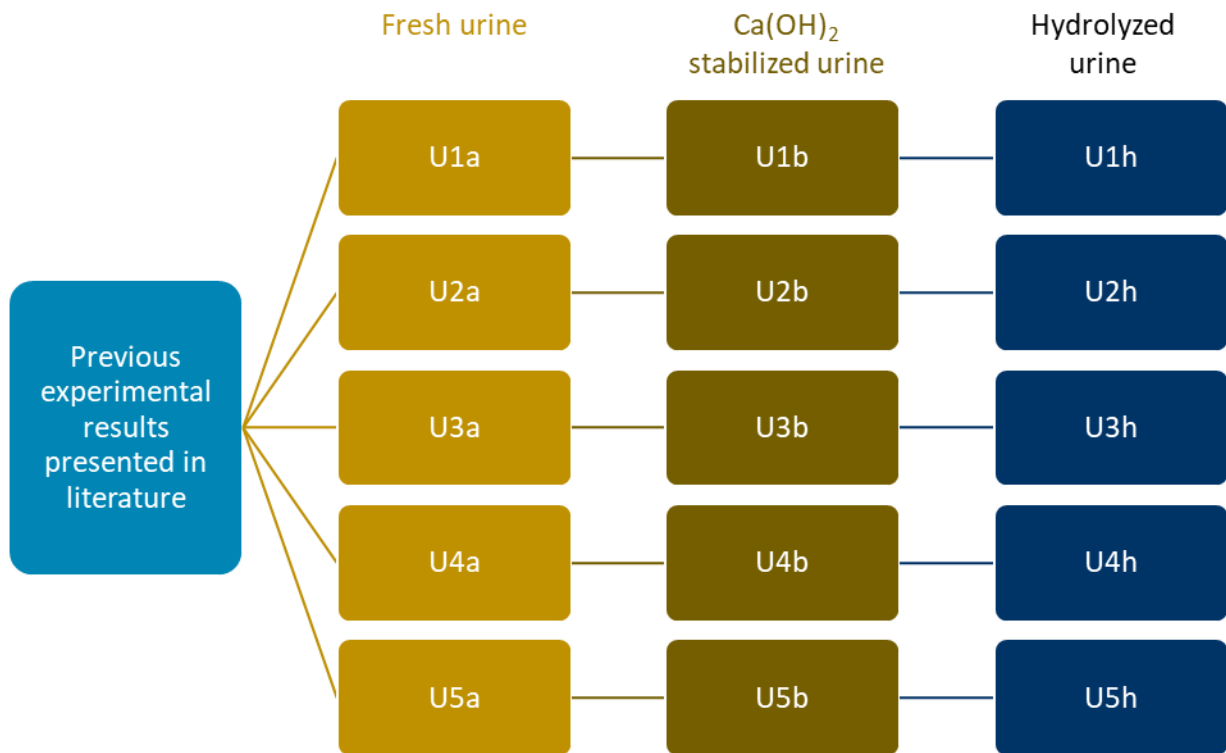 Fresh urine
Ca(OH)₂
stabilized urine
Hydrolyzed
urine
U1a
U1b
U1h
U2a
U2b
U2h
Previous
experimental
results
presented in
literature
U3a
U3b
U3h
U4a
U4b
U4h
U5a
U5b
U5h